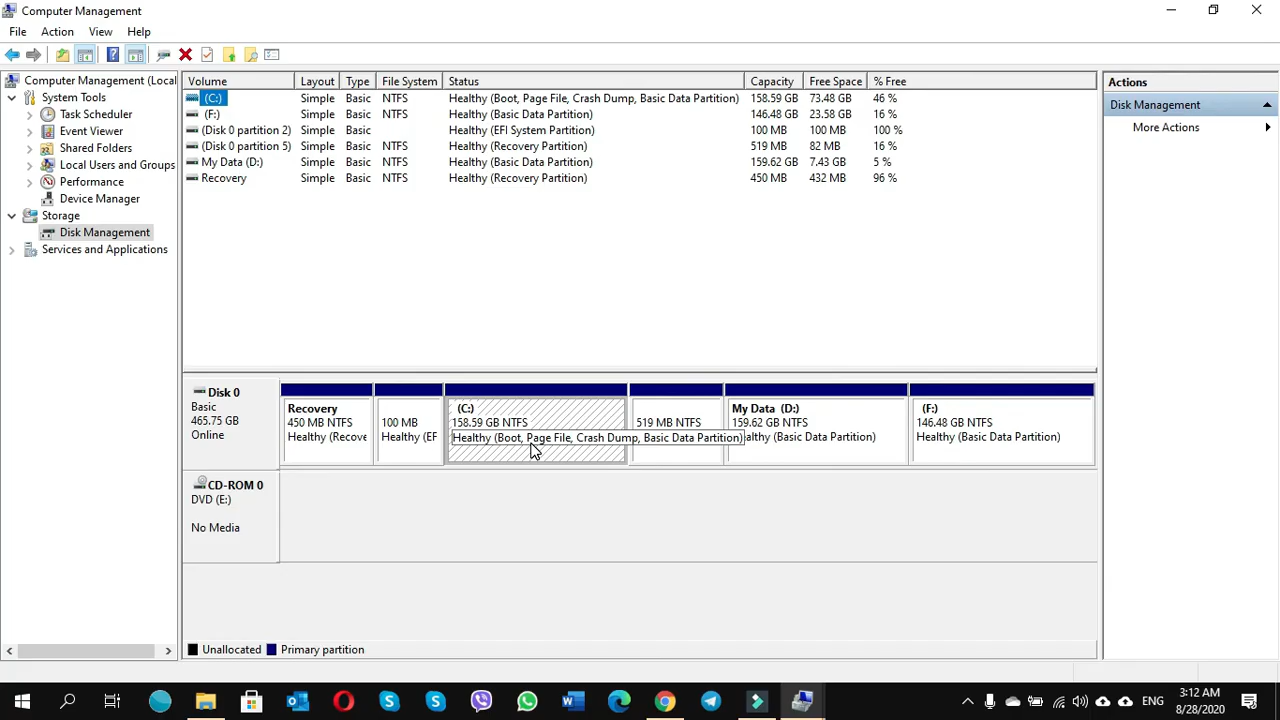 Computer Management
File Action View Help
Computer Management (Local
System Tools
Task Scheduler
Event Viewer
Shared Folders
Local Users and Groups
Performance
Device Manager
Storage
Disk Management
Services and Applications
Volume Layout Type File System Status Capacity Free Space % Free
(C:) Simple Basic NTFS Healthy (Boot, Page File, Crash Dump, Basic Data Partition) 158.59 GB 73.48 GB 46 %
(F:) Simple Basic NTFS Healthy (Basic Data Partition) 146.48 GB 23.58 GB 16 %
(Disk 0 partition 2) Simple Basic Healthy (EFI System Partition) 100 MB 100 MB 100 %
(Disk 0 partition 5) Simple Basic NTFS Healthy (Recovery Partition) 519 MB 82 MB 16 %
My Data (D:) Simple Basic NTFS Healthy (Basic Data Partition) 159.62 GB 7.43 GB 5 %
Recovery Simple Basic NTFS Healthy (Recovery Partition) 450 MB 432 MB 96 %
Disk 0
Basic
465.75 GB
Online
Recovery
450 MB NTFS
Healthy (Recove
100 MB
Healthy (EF
(C:)
158.59 GB NTFS
Healthy (Boot, Page File, Crash Dump, Basic Data Partition)
519 MB NTFS
My Data (D:)
159.62 GB NTFS
althy (Basic Data Partition)
(F:)
146.48 GB NTFS
Healthy (Basic Data Partition)
CD-ROM 0
DVD (E:)
No Media
Unallocated Primary partition
Actions
Disk Management
More Actions
ENG
3:12 AM
8/28/2020